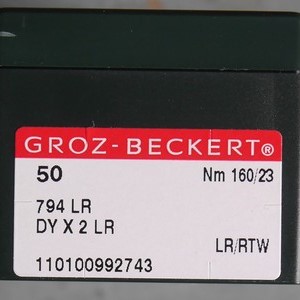 GROZ-BECKERT®
50 Nm 160/23
794 LR
DY X 2 LR
LR/RTW
110100992743